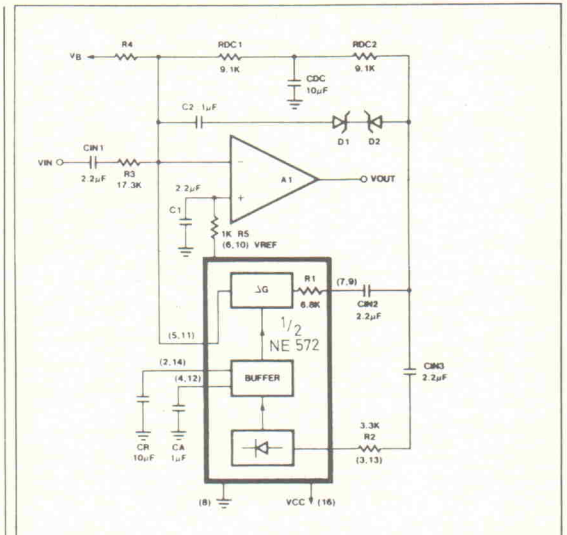 VB
R4
RDC1
9.1K
RDC2
9.1K
CDC
10µF
C2 1µF
D1 D2
CIN1
2.2µF
VIN
R3
17.3K
-
+
A1
VOUT
2.2µF
C1
1K R5
(6,10) VREF
ΔG
R1
6.8K
(7,9)
CIN2
2.2µF
(5,11)
1/2
NE 572
(2,14)
(4,12)
BUFFER
CIN3
2.2µF
CR
10µF
CA
1µF
3.3K
R2
(3,13)
(8)
VCC (16)